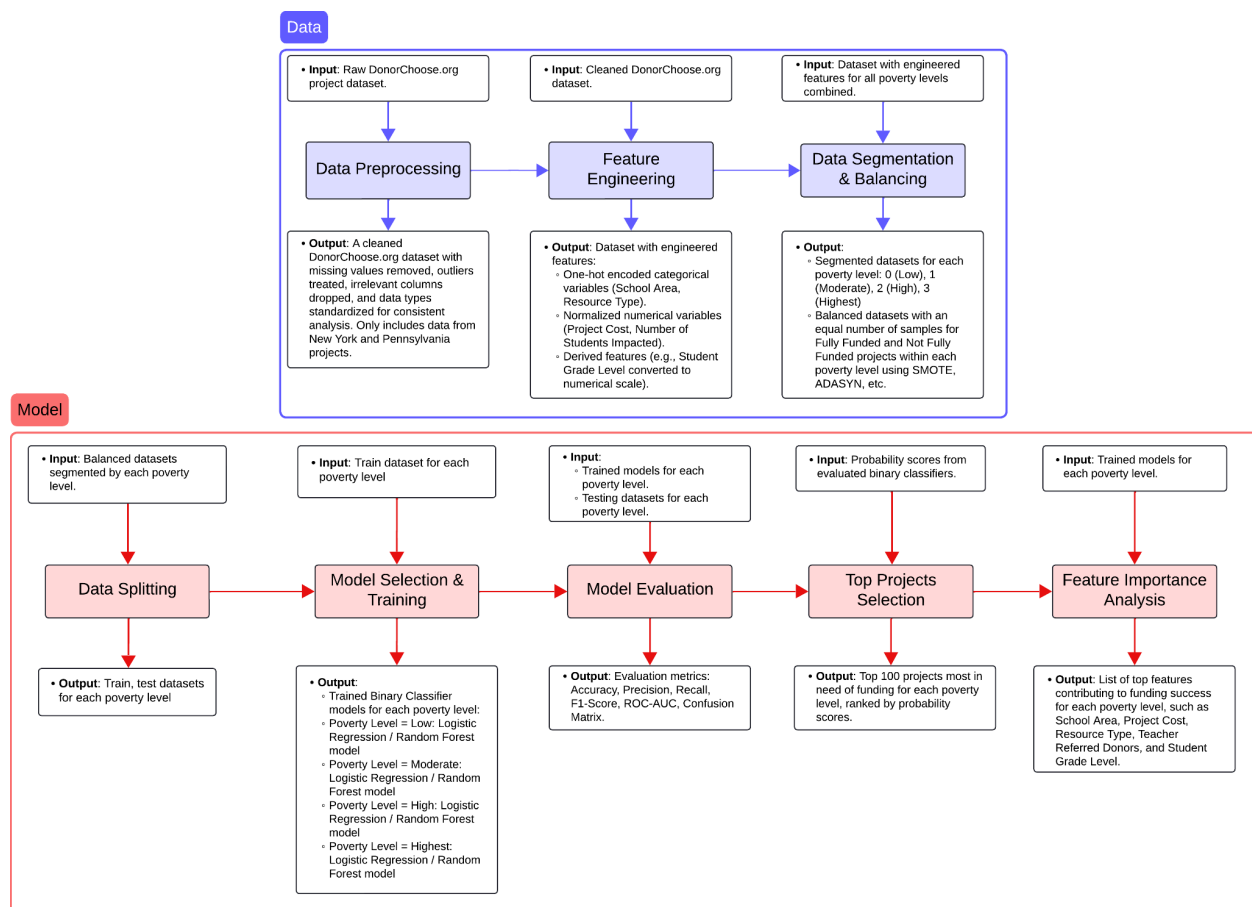 Data
• Input: Raw DonorChoose.org
project dataset.
• Input: Cleaned DonorChoose.org
dataset.
• Input: Dataset with engineered
features for all poverty levels
combined.
Data Preprocessing
Feature
Engineering
Data Segmentation
& Balancing
• Output: A cleaned
DonorChoose.org dataset with
missing values removed, outliers
treated, irrelevant columns
dropped, and data types
standardized for consistent
analysis. Only includes data from
New York and Pennsylvania
projects.
• Output: Dataset with engineered
features:
◦ One-hot encoded categorical
variables (School Area,
Resource Type).
◦ Normalized numerical variables
(Project Cost, Number of
Students Impacted).
◦ Derived features (e.g., Student
Grade Level converted to
numerical scale).
• Output:
◦ Segmented datasets for each
poverty level: 0 (Low), 1
(Moderate), 2 (High), 3
(Highest)
◦ Balanced datasets with an
equal number of samples for
Fully Funded and Not Fully
Funded projects within each
poverty level using SMOTE,
ADASYN, etc.
Model
• Input: Balanced datasets
segmented by each poverty
level.
• Input: Train dataset for each
poverty level
• Input:
◦ Trained models for each
poverty level.
◦ Testing datasets for each
poverty level.
• Input: Probability scores from
evaluated binary classifiers.
• Input: Trained models for
each poverty level.
Data Splitting
Model Selection &
Training
Model Evaluation
Top Projects
Selection
Feature Importance
Analysis
• Output: Train, test datasets
for each poverty level
• Output:
◦ Trained Binary Classifier
models for each poverty level:
◦ Poverty Level = Low: Logistic
Regression / Random Forest
model
◦ Poverty Level = Moderate:
Logistic Regression / Random
Forest model
◦ Poverty Level = High: Logistic
Regression / Random Forest
model
◦ Poverty Level = Highest:
Logistic Regression / Random
Forest model
• Output: Evaluation metrics:
Accuracy, Precision, Recall,
F1-Score, ROC-AUC, Confusion
Matrix.
• Output: Top 100 projects most in
need of funding for each poverty
level, ranked by probability
scores.
• Output: List of top features
contributing to funding success
for each poverty level, such as
School Area, Project Cost,
Resource Type, Teacher
Referred Donors, and Student
Grade Level.